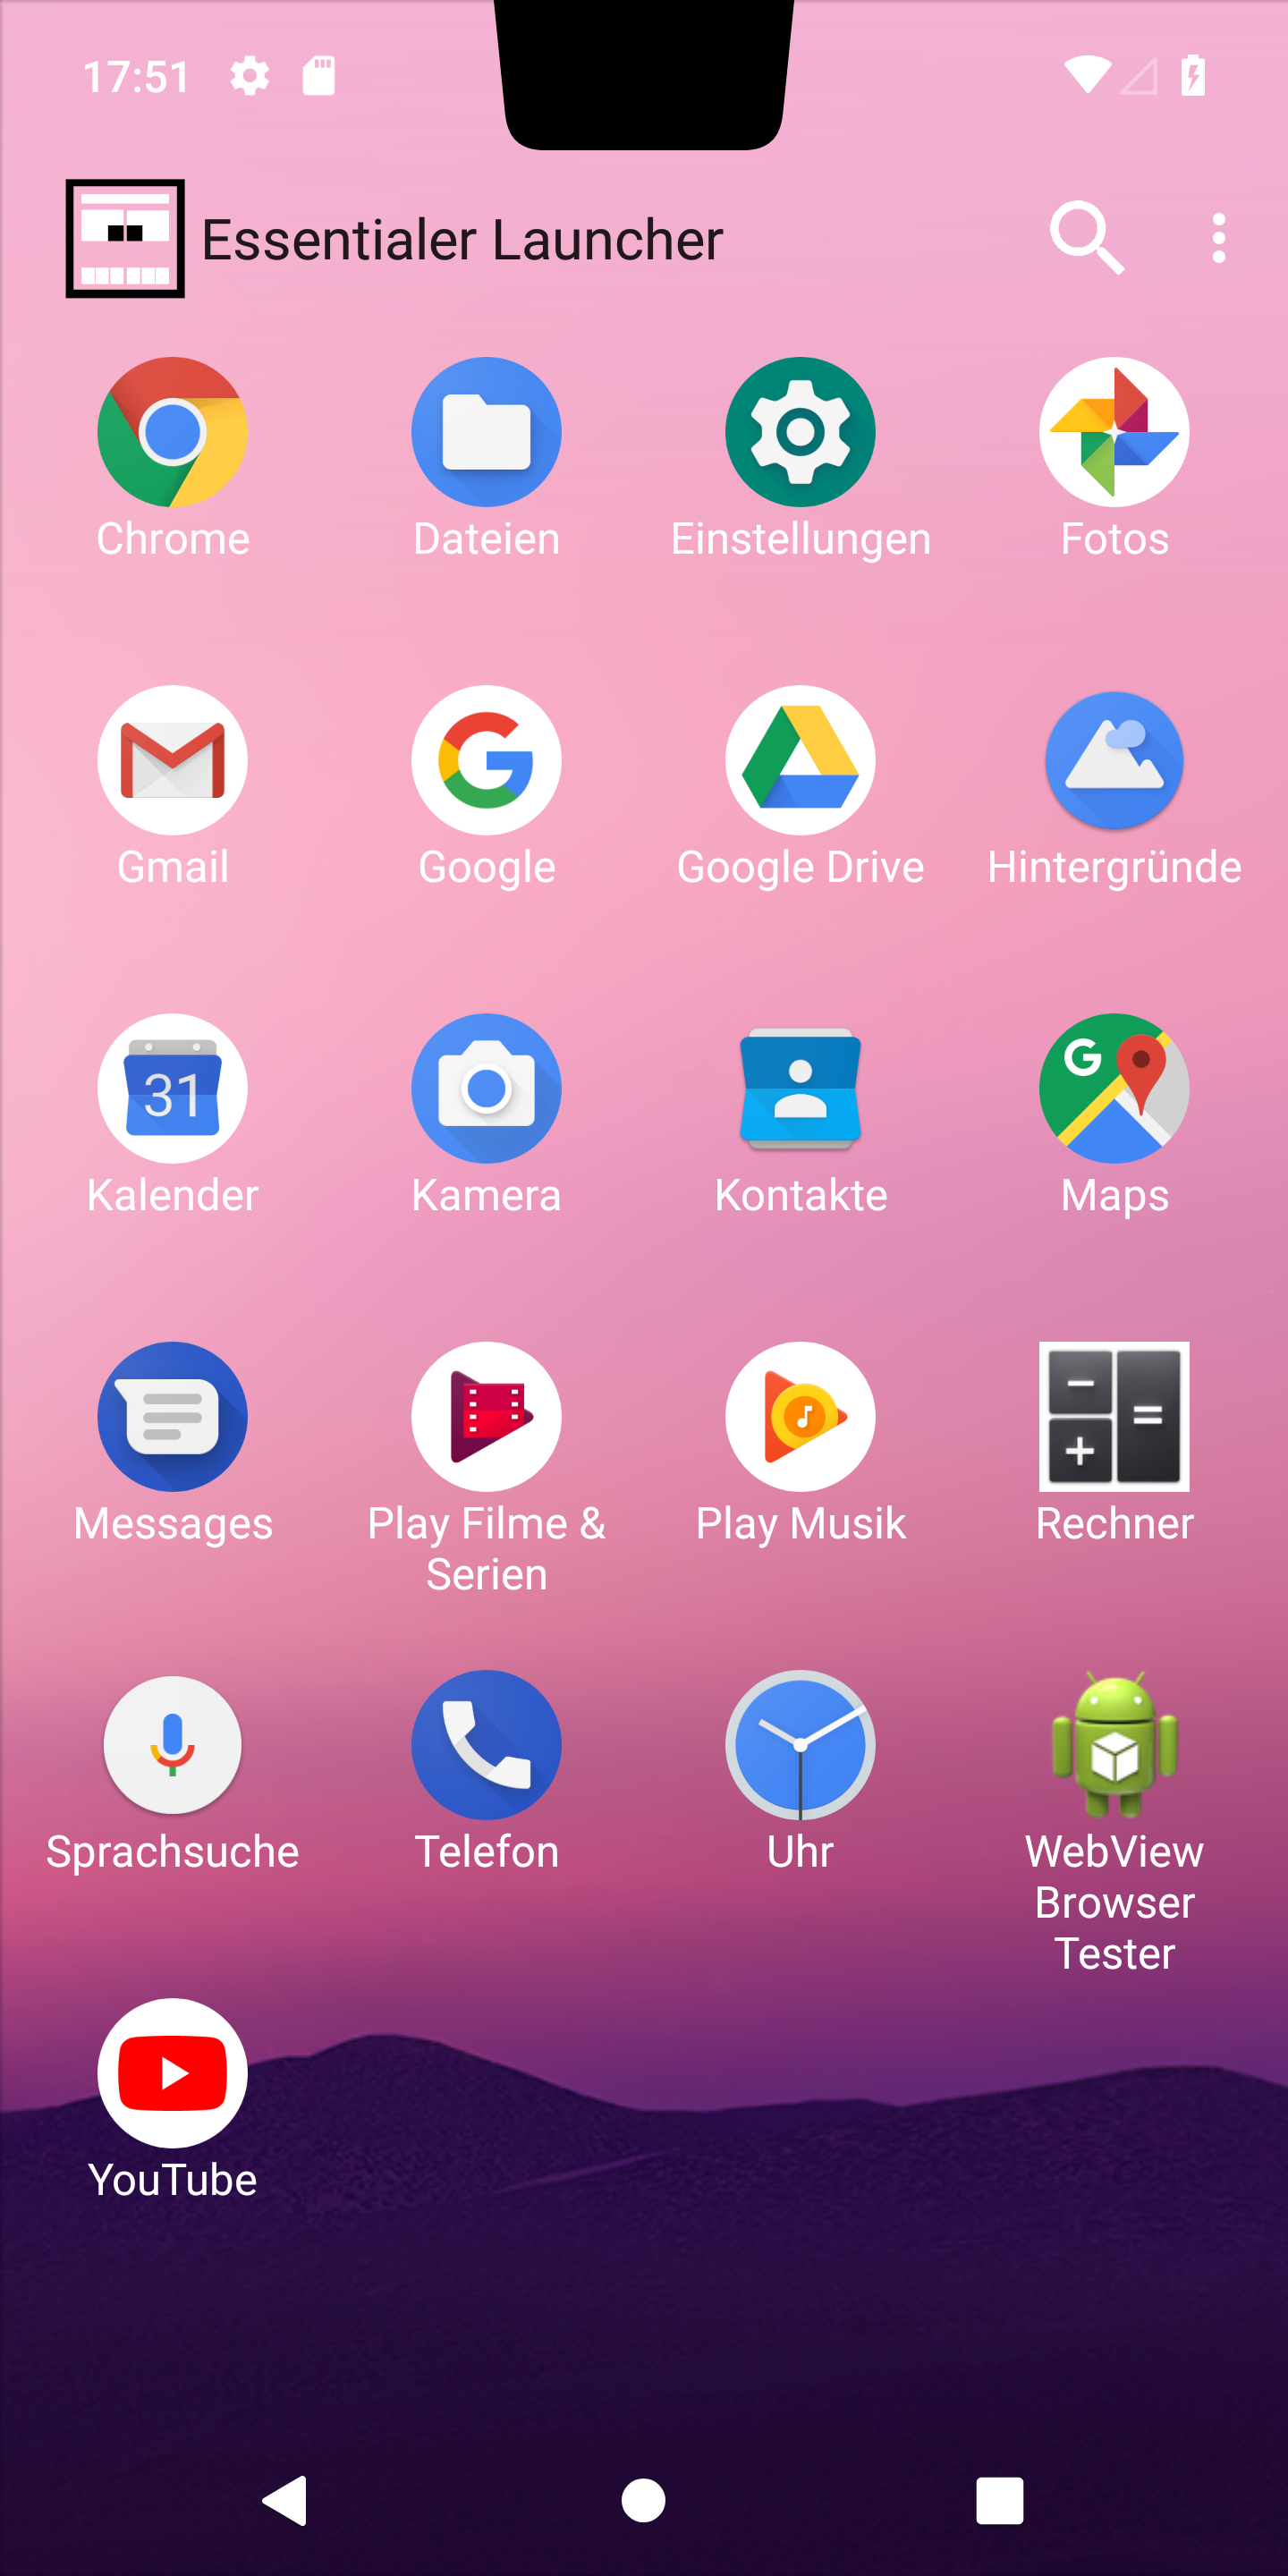 17:51
Essentialer Launcher
Chrome
Dateien
Einstellungen
Fotos
Gmail
Google
Google Drive
Hintergründe
31
Kalender
Kamera
Kontakte
G
Maps
Messages
Play Filme &
Serien
Play Musik
− + =
Rechner
Sprachsuche
Telefon
Uhr
WebView
Browser
Tester
YouTube